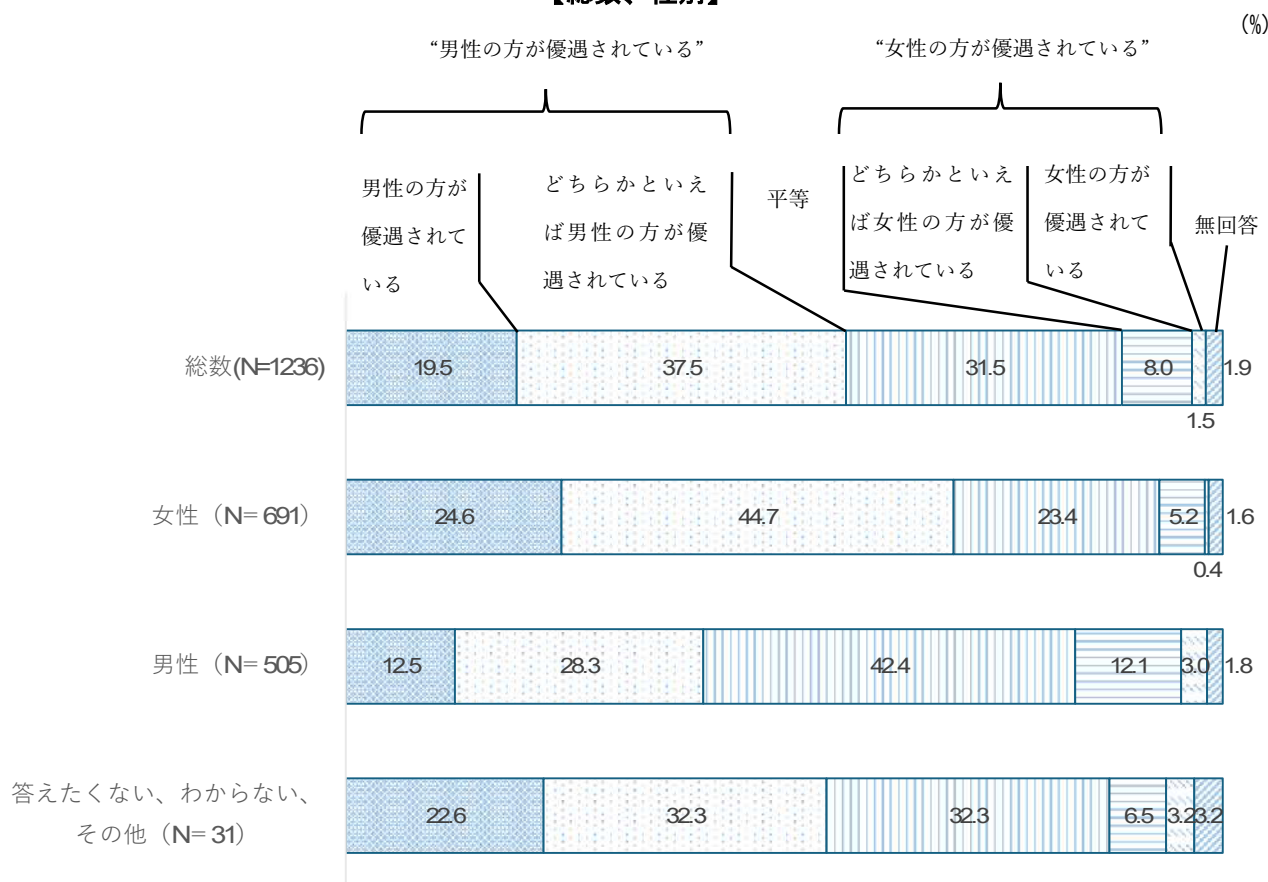 【総数、性別】
(%)
“男性の方が優遇されている”
“女性の方が優遇されている”
男性の方が
優遇されて
いる
どちらかといえ
ば男性の方が優
遇されている
平等
どちらかといえ
ば女性の方が優
遇されている
女性の方が
優遇されて
いる
無回答
総数(N=1236)
19.5
37.5
31.5
8.0
1.5
1.9
女性（N=691）
24.6
44.7
23.4
5.2
0.4
1.6
男性（N=505）
12.5
28.3
42.4
12.1
3.0
1.8
答えたくない、わからない、
その他（N=31）
22.6
32.3
32.3
6.5
3.2
3.2